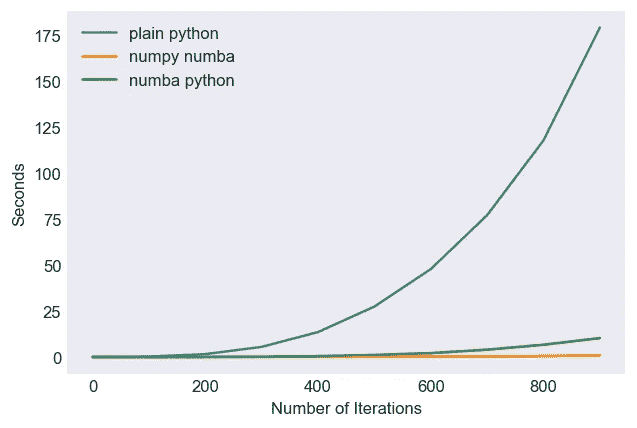 plain python
numpy numba
numba python
175
150
125
100
75
50
25
0
Seconds
0 200 400 600 800
Number of Iterations